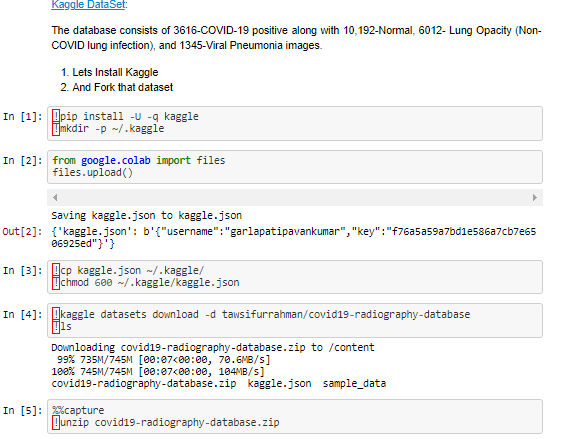 Kaggle DataSet:
The database consists of 3616-COVID-19 positive along with 10,192-Normal, 6012- Lung Opacity (Non-
COVID lung infection), and 1345-Viral Pneumonia images.
1. Lets Install Kaggle
2. And Fork that dataset
In [1]: !pip install -U -q kaggle
!mkdir -p ~/.kaggle
In [2]: from google.colab import files
files.upload()
Saving kaggle.json to kaggle.json
Out[2]: {'kaggle.json': b'{"username":"garlapatipavankumar","key":"f76a5a59a7bd1e586a7cb7e65
06925ed"}'}
In [3]: !cp kaggle.json ~/.kaggle/
!chmod 600 ~/.kaggle/kaggle.json
In [4]: !kaggle datasets download -d tawsifurrahman/covid19-radiography-database
!ls
Downloading covid19-radiography-database.zip to /content
99% 735M/745M [00:07<00:00, 70.6MB/s]
100% 745M/745M [00:07<00:00, 104MB/s]
covid19-radiography-database.zip  kaggle.json  sample_data
In [5]: %%capture
!unzip covid19-radiography-database.zip